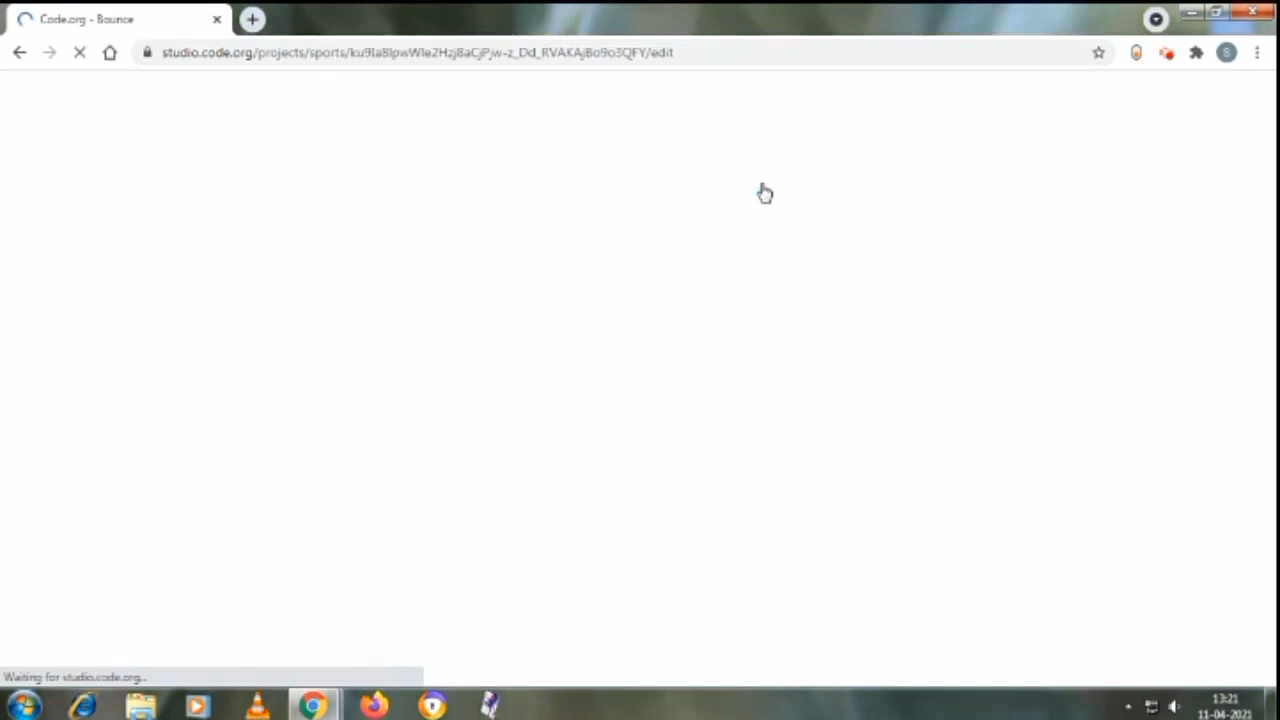 Code.org - Bounce
studio.code.org/projects/sports/ku9Ia8IpwWIe2Hzj8aCjPjw-z_Dd_RVAKAjBo9o3QFY/edit
S
Waiting for studio.code.org...
13:21
11-04-2021